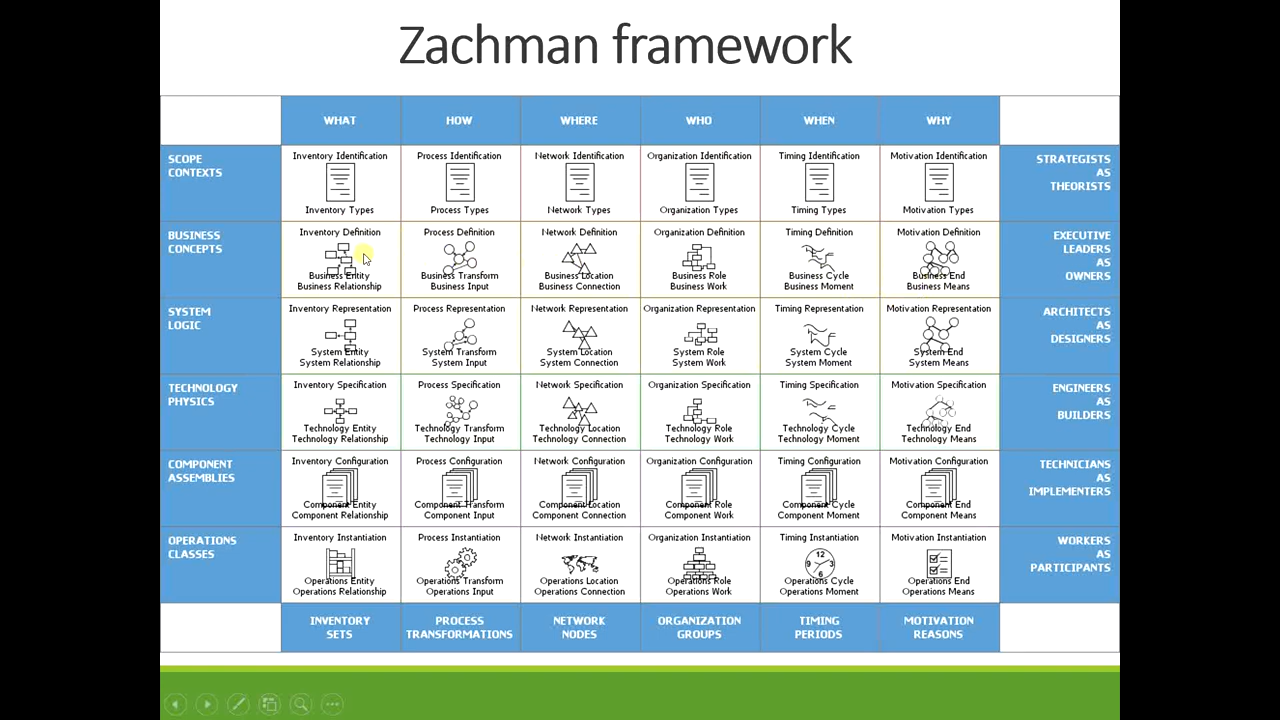 Zachman framework
WHAT
HOW
WHERE
WHO
WHEN
WHY
SCOPE
CONTEXTS
Inventory Identification
Inventory Types
Process Identification
Process Types
Network Identification
Network Types
Organization Identification
Organization Types
Timing Identification
Timing Types
Motivation Identification
Motivation Types
STRATEGISTS
AS
THEORISTS
BUSINESS
CONCEPTS
Inventory Definition
Business Entity
Business Relationship
Process Definition
Business Transform
Business Input
Network Definition
Business Location
Business Connection
Organization Definition
Business Role
Business Work
Timing Definition
Business Cycle
Business Moment
Motivation Definition
Business End
Business Means
EXECUTIVE
LEADERS
AS
OWNERS
SYSTEM
LOGIC
Inventory Representation
System Entity
System Relationship
Process Representation
System Transform
System Input
Network Representation
System Location
System Connection
Organization Representation
System Role
System Work
Timing Representation
System Cycle
System Moment
Motivation Representation
System End
System Means
ARCHITECTS
AS
DESIGNERS
TECHNOLOGY
PHYSICS
Inventory Specification
Technology Entity
Technology Relationship
Process Specification
Technology Transform
Technology Input
Network Specification
Technology Location
Technology Connection
Organization Specification
Technology Role
Technology Work
Timing Specification
Technology Cycle
Technology Moment
Motivation Specification
Technology End
Technology Means
ENGINEERS
AS
BUILDERS
COMPONENT
ASSEMBLIES
Inventory Configuration
Component Entity
Component Relationship
Process Configuration
Component Transform
Component Input
Network Configuration
Component Location
Component Connection
Organization Configuration
Component Role
Component Work
Timing Configuration
Component Cycle
Component Moment
Motivation Configuration
Component End
Component Means
TECHNICIANS
AS
IMPLEMENTERS
OPERATIONS
CLASSES
Inventory Instantiation
Operations Entity
Operations Relationship
Process Instantiation
Operations Transform
Operations Input
Network Instantiation
Operations Location
Operations Connection
Organization Instantiation
Operations Role
Operations Work
Timing Instantiation
12
9 3
6
Operations Cycle
Operations Moment
Motivation Instantiation
Operations End
Operations Means
WORKERS
AS
PARTICIPANTS
INVENTORY
SETS
PROCESS
TRANSFORMATIONS
NETWORK
NODES
ORGANIZATION
GROUPS
TIMING
PERIODS
MOTIVATION
REASONS